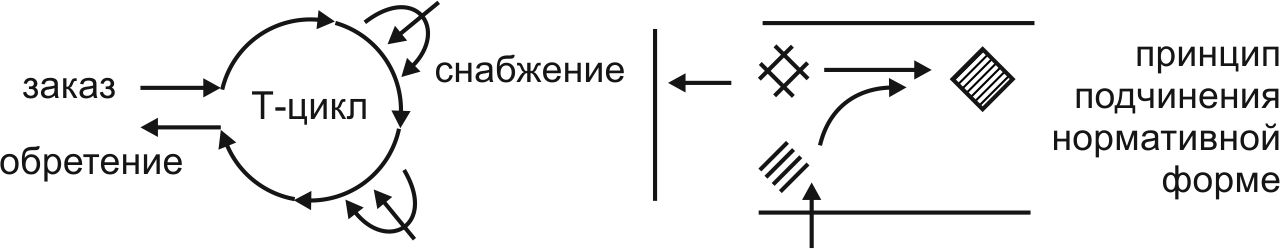 заказ
обретение
Т-цикл
снабжение
принцип
подчинения
нормативной
форме